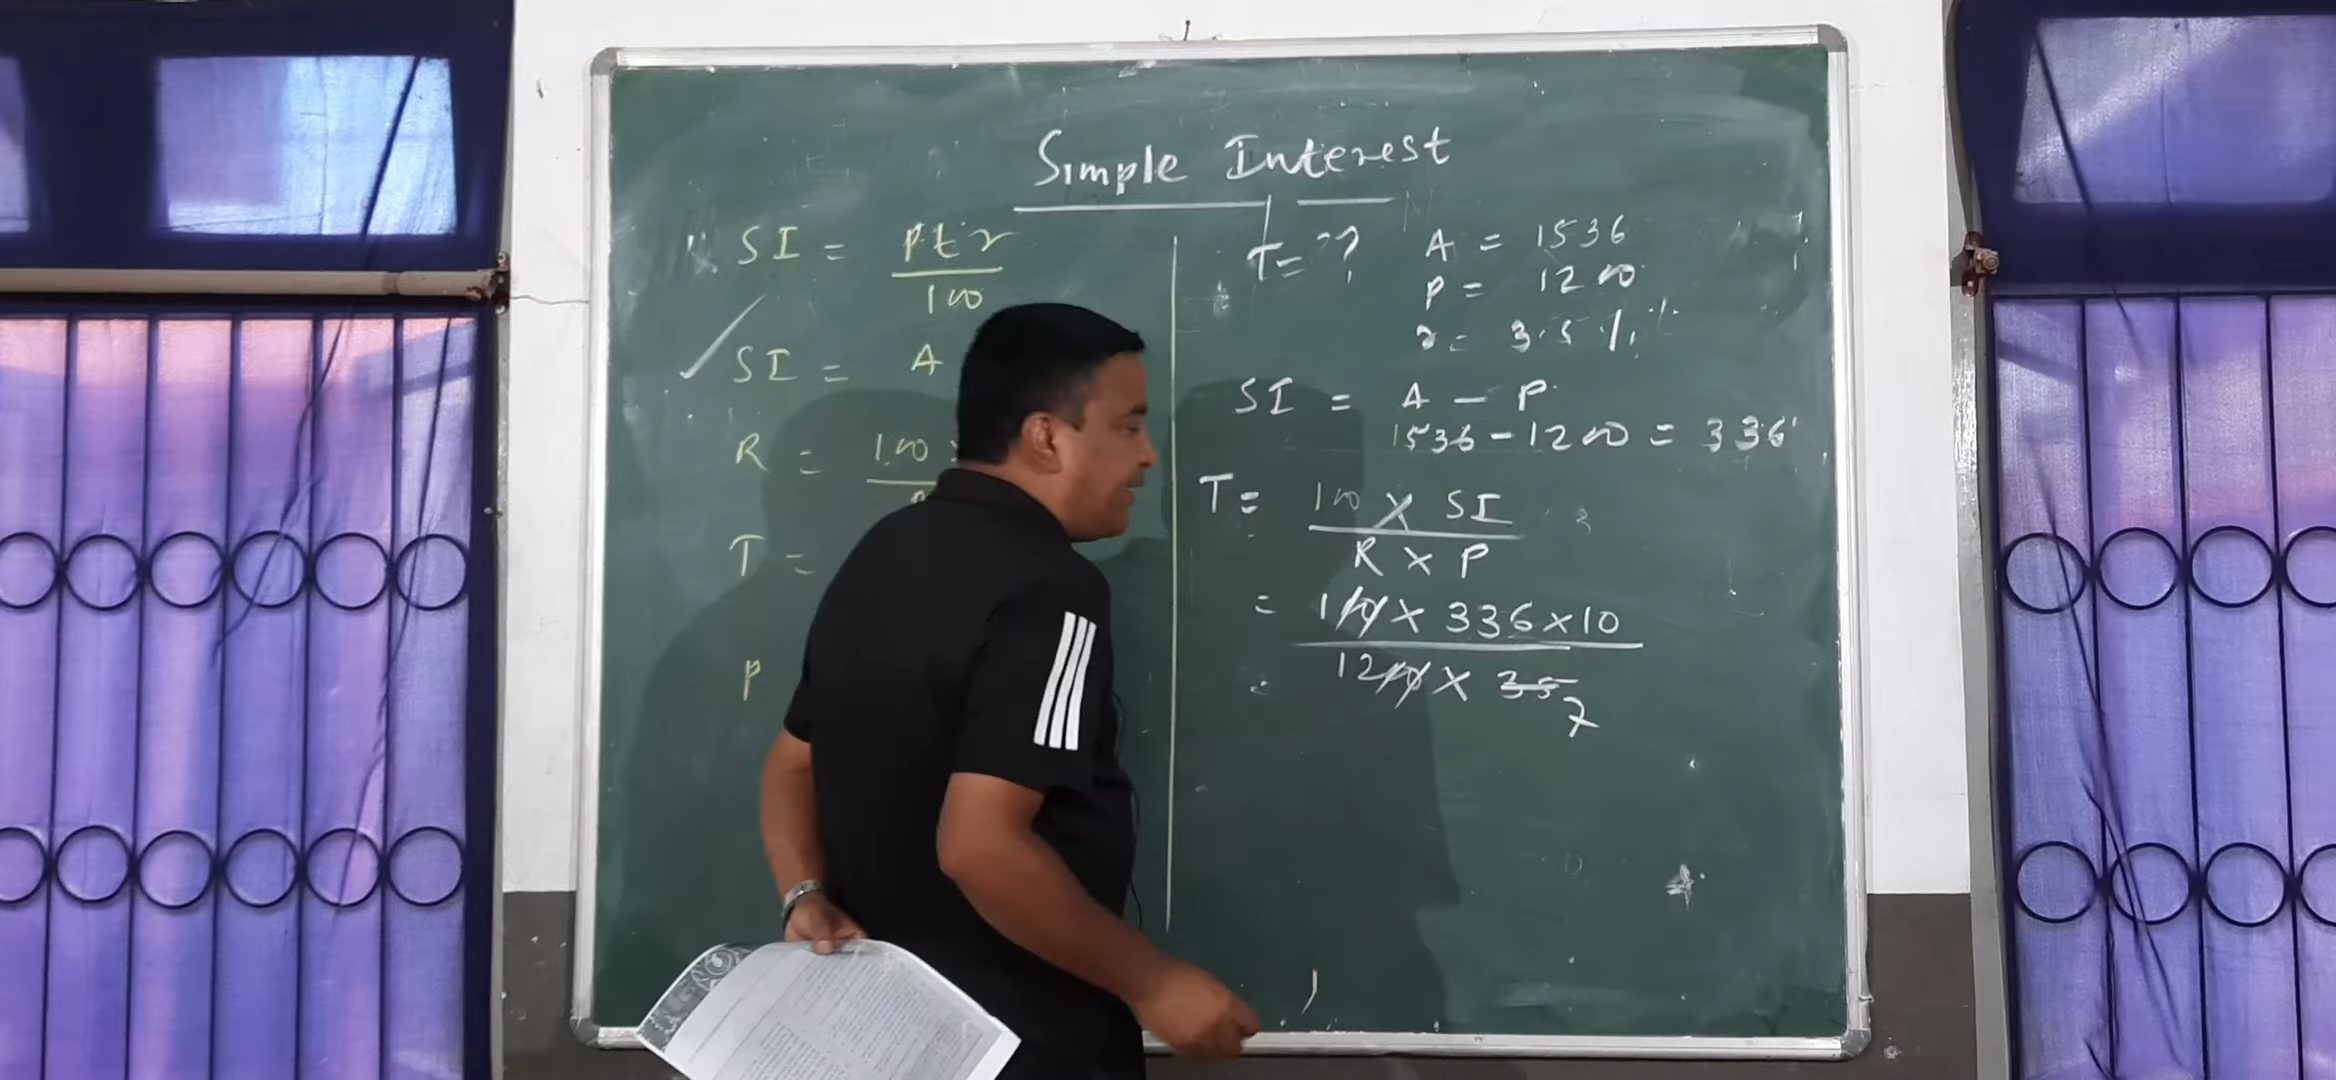 Simple Interest
SI = ptr
100
SI = A
R = 100
T =
P
T = ??
A = 1536
P = 1200
r = 3.5%
SI = A - P
1536 - 1200 = 336
T = 100 X SI
R X P
= 100 X 336 X 10
1200 X 35
7